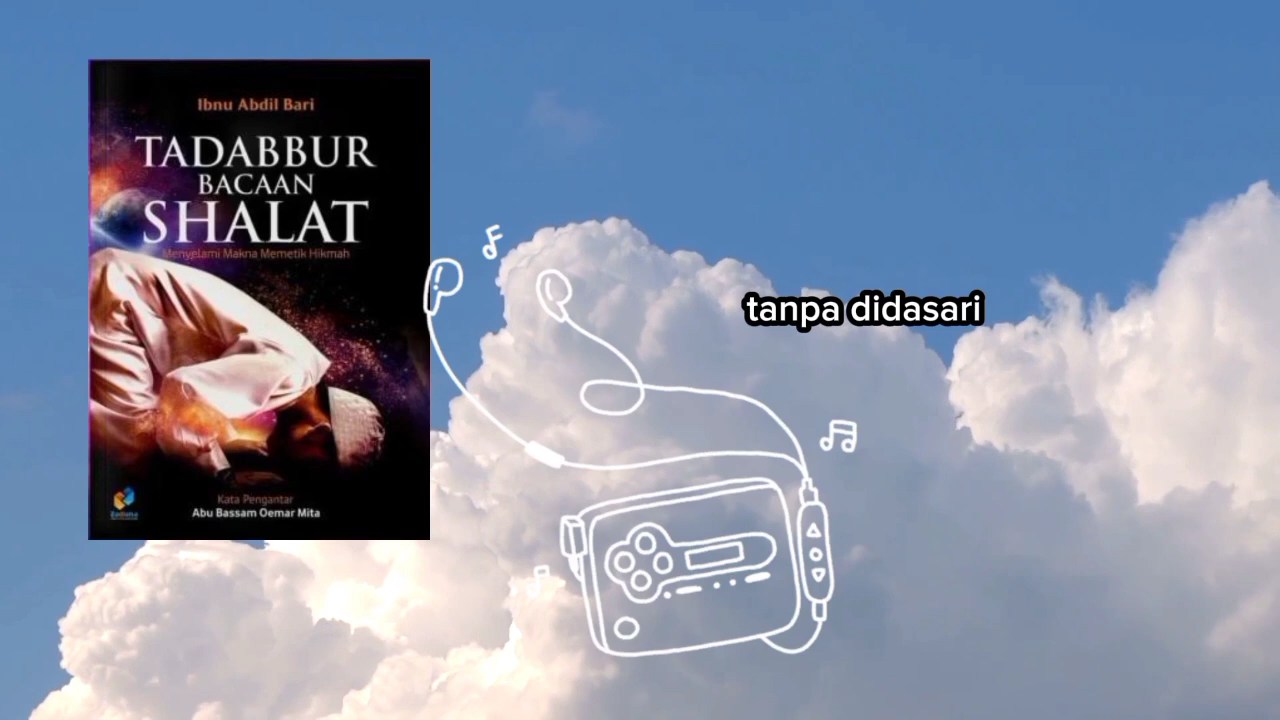 Ibnu Abdil Bari
TADABBUR
BACAAN
SHALAT
Menyelami Makna Memetik Hikmah
Kata Pengantar
Abu Bassam Oemar Mita
tanpa didasari